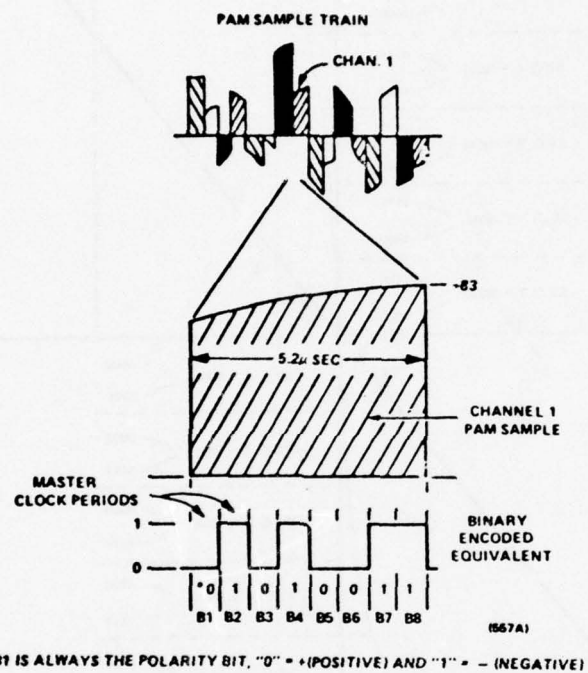 PAM SAMPLE TRAIN
CHAN. 1
+83
5.2μ SEC
CHANNEL 1
PAM SAMPLE
MASTER
CLOCK PERIODS
1
0
BINARY
ENCODED
EQUIVALENT
*0 1 0 1 0 0 1 1
B1 B2 B3 B4 B5 B6 B7 B8
(557A)
B1 IS ALWAYS THE POLARITY BIT, "0" = +(POSITIVE) AND "1" = − (NEGATIVE)